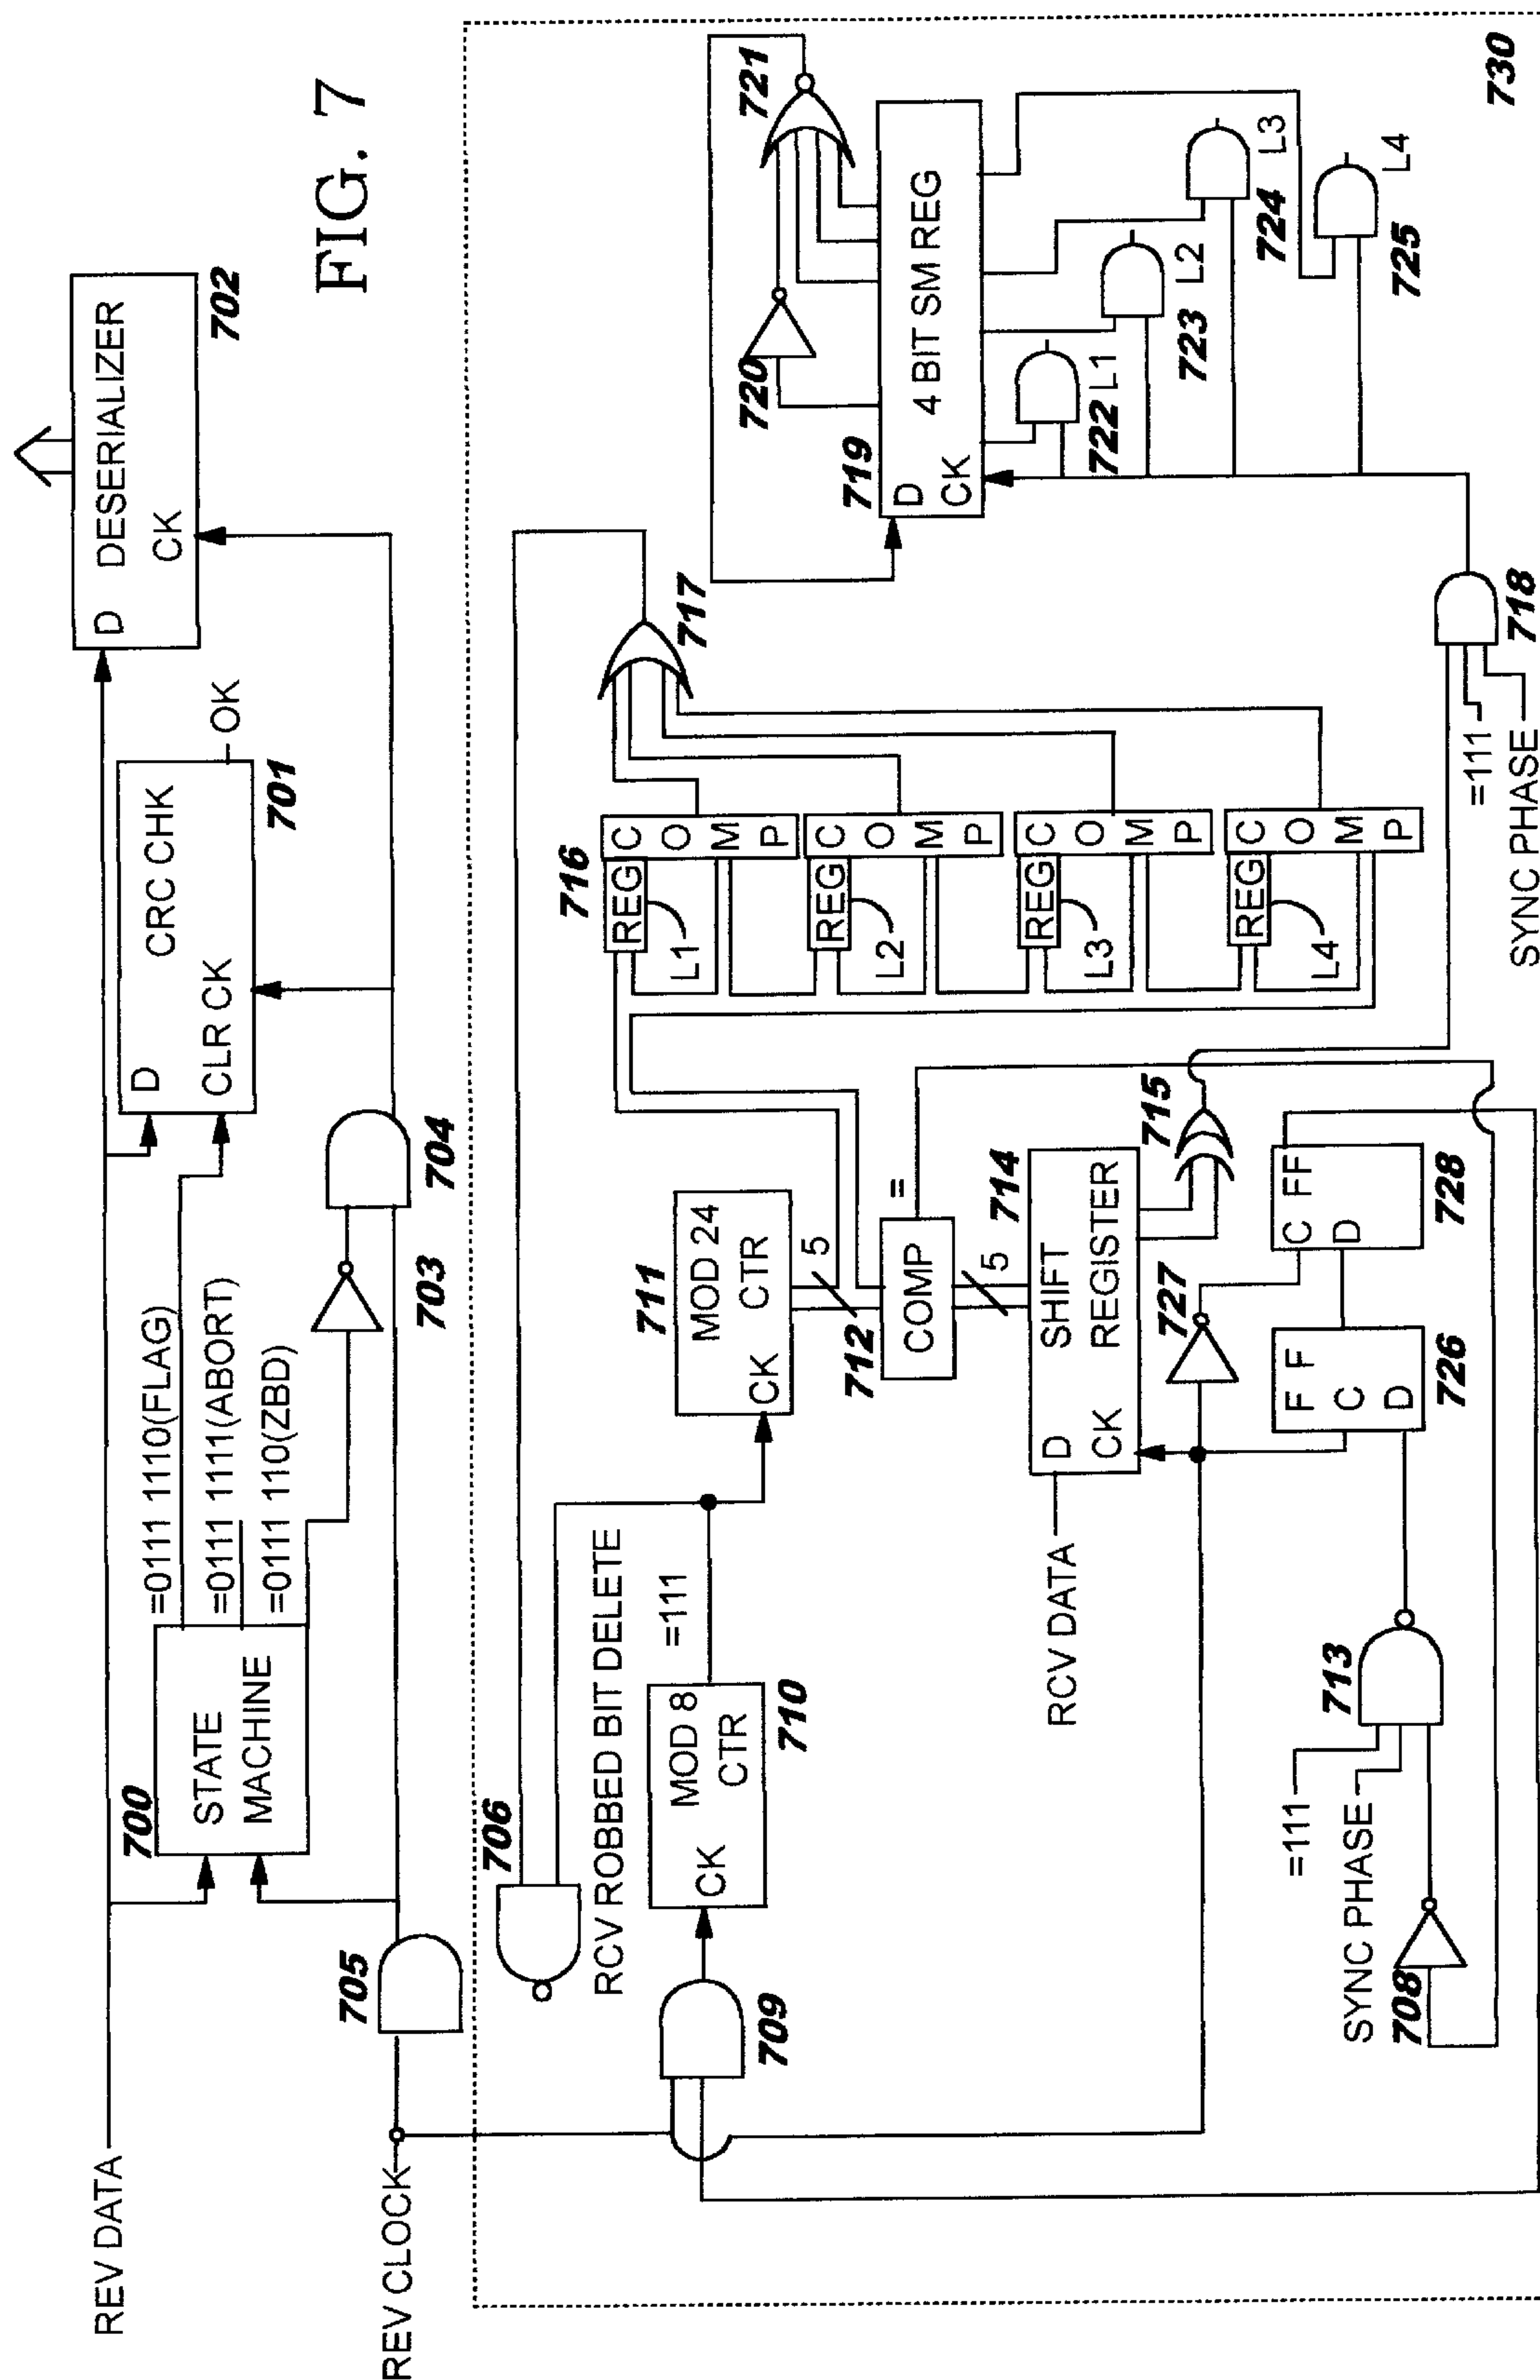 FIG. 7
REV DATA
REV CLOCK
700
STATE
MACHINE
=0111 1110(FLAG)
=0111 1111(ABORT)
=0111 110(ZBD)
703
704
705
D
CRC CHK
CLR CK
OK
701
D DESERIALIZER
CK
702
706
RCV ROBBED BIT DELETE
709
MOD 8
CTR
CK
710
=111
711
MOD 24
CTR
CK
5
712
COMP
=
5
714
SHIFT
REGISTER
D
CK
RCV DATA
715
716
REG
C
O
M
P
L1
REG
C
O
M
P
L2
REG
C
O
M
P
L3
REG
C
O
M
P
L4
717
=111
SYNC PHASE
718
719
D
CK
4 BIT SM REG
720
721
722
L1
723
L2
724
L3
725
L4
=111
SYNC PHASE
708
713
F F
C
D
726
727
C FF
D
728
730